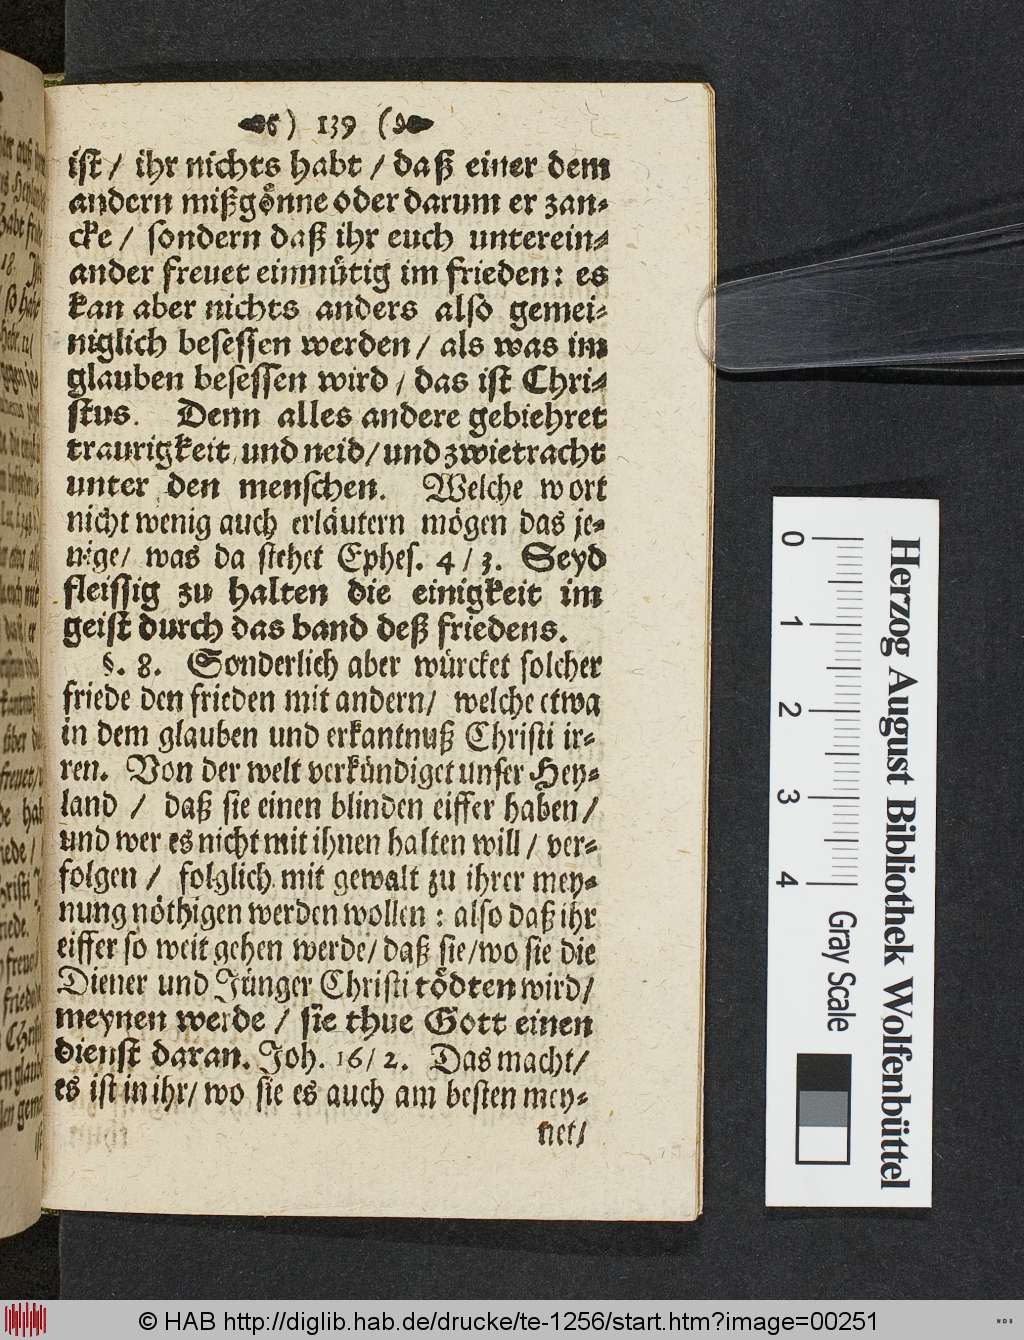 ) 139 (
ist / ihr nichts habt / daß einer dem
andern mißgönne oder darum er zan-
cke / sondern daß ihr euch unterein-
ander freuet einmütig im frieden: es
kan aber nichts anders also gemei-
niglich besessen werden / als was im
glauben besessen wird / das ist Chri-
stus. Denn alles andere gebiehret
traurigkeit und neid / und zwietracht
unter den menschen. Welche wort
nicht wenig auch erläutern mögen das je-
nige / was da stehet Ephes. 4 / 3. Seyd
fleissig zu halten die einigkeit im
geist durch das band deß friedens.
§. 8. Sonderlich aber würcket solcher
friede den frieden mit andern / welche etwa
in dem glauben und erkantnuß Christi ir-
ren. Von der welt verkündiget unser Hey-
land / daß sie einen blinden eiffer haben /
und wer es nicht mit ihnen halten will / ver-
folgen / folglich mit gewalt zu ihrer mey-
nung nöthigen werden wollen : also daß ihr
eiffer so weit gehen werde / daß sie / wo sie die
Diener und Jünger Christi tödten wird /
meynen werde / sie thue Gott einen
dienst daran. Joh. 16 / 2. Das macht /
es ist in ihr / wo sie es auch am besten mey-
net /
Herzog August Bibliothek Wolfenbüttel
0 1 2 3 4 Gray Scale
© HAB http://diglib.hab.de/drucke/te-1256/start.htm?image=00251